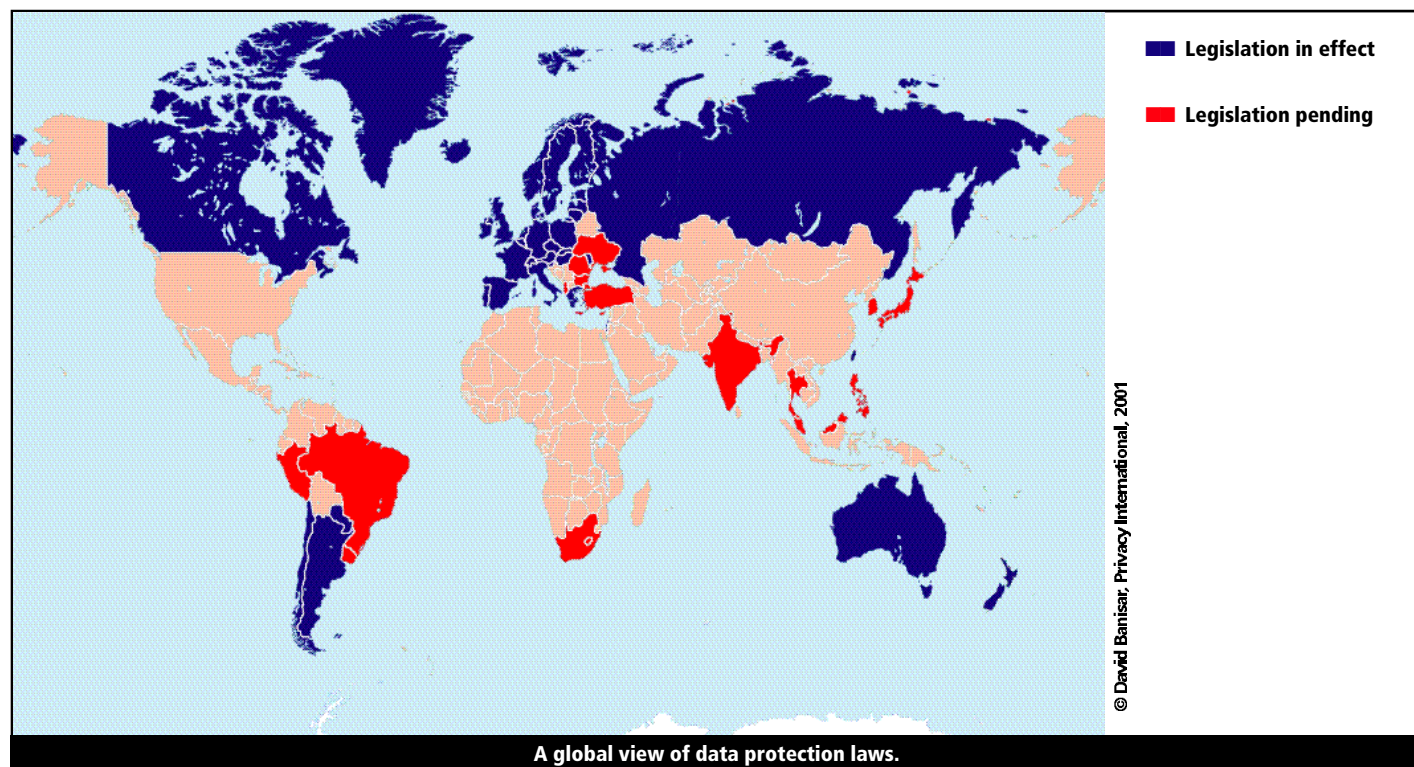 Legislation in effect
Legislation pending
© David Banisar, Privacy International, 2001
A global view of data protection laws.